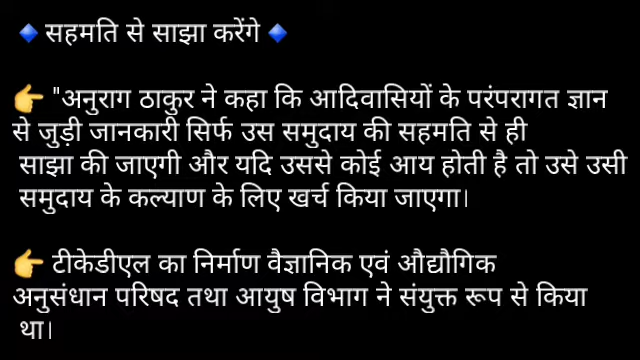 🔹सहमति से साझा करेंगे🔹
👉 "अनुराग ठाकुर ने कहा कि आदिवासियों के परंपरागत ज्ञान
से जुड़ी जानकारी सिर्फ उस समुदाय की सहमति से ही
साझा की जाएगी और यदि उससे कोई आय होती है तो उसे उसी
समुदाय के कल्याण के लिए खर्च किया जाएगा।
👉 टीकेडीएल का निर्माण वैज्ञानिक एवं औद्यौगिक
अनुसंधान परिषद तथा आयुष विभाग ने संयुक्त रूप से किया
था।